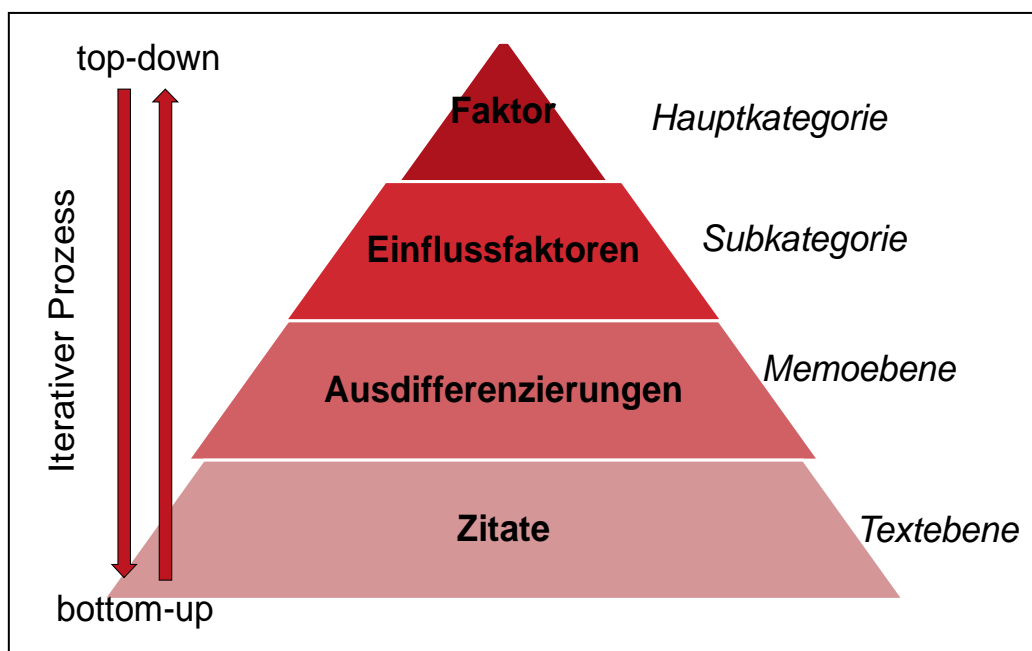 top-down
Faktor
Hauptkategorie
Einflussfaktoren
Subkategorie
Iterativer Prozess
Ausdifferenzierungen
Memoebene
Zitate
Textebene
bottom-up